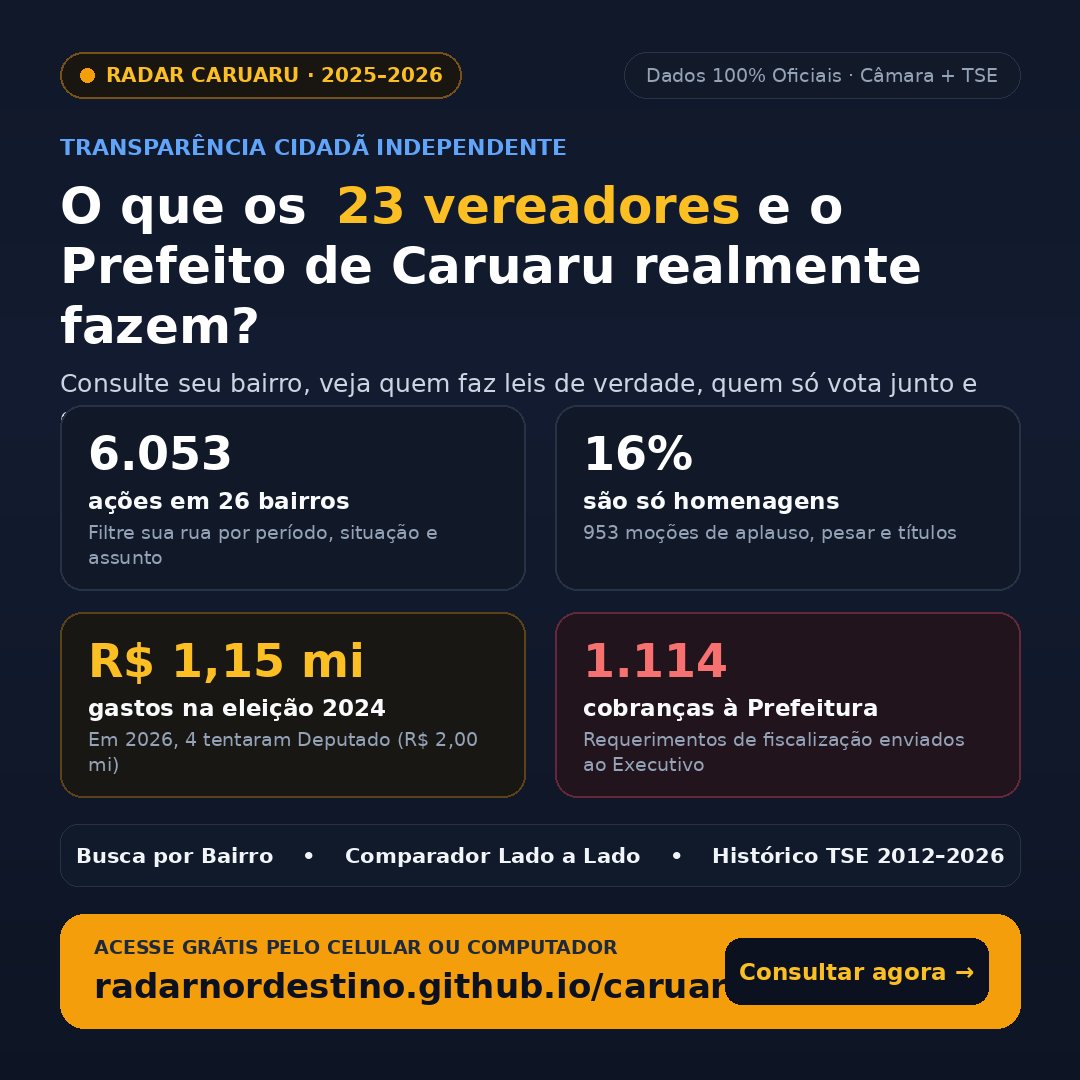 RADAR CARUARU · 2025–2026
Dados 100% Oficiais · Câmara + TSE
TRANSPARÊNCIA CIDADÃ INDEPENDENTE
O que os 23 vereadores e o
Prefeito de Caruaru realmente
fazem?
Consulte seu bairro, veja quem faz leis de verdade, quem só vota junto e
6.053
ações em 26 bairros
Filtre sua rua por período, situação e
assunto
16%
são só homenagens
953 moções de aplauso, pesar e títulos
R$ 1,15 mi
gastos na eleição 2024
Em 2026, 4 tentaram Deputado (R$ 2,00
mi)
1.114
cobranças à Prefeitura
Requerimentos de fiscalização enviados
ao Executivo
Busca por Bairro • Comparador Lado a Lado • Histórico TSE 2012–2026
ACESSE GRÁTIS PELO CELULAR OU COMPUTADOR
radarnordestino.github.io/caruar
Consultar agora →